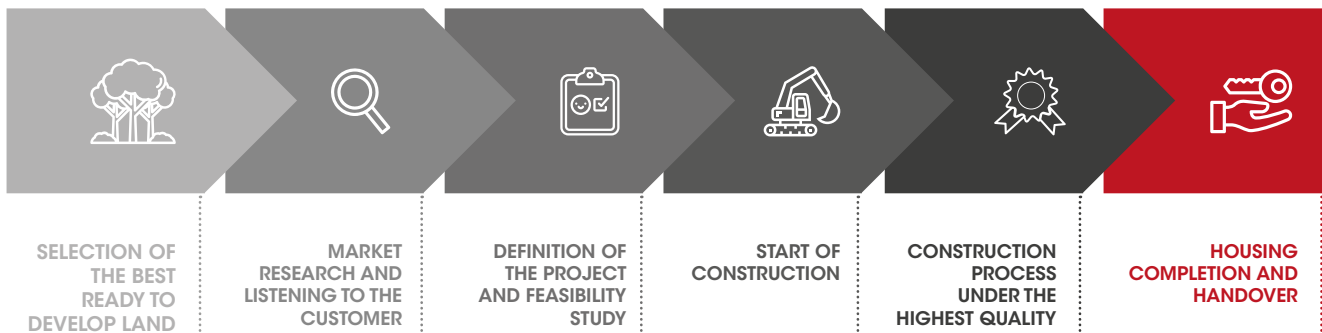 SELECTION OF
THE BEST
READY TO
DEVELOP LAND
MARKET
RESEARCH AND
LISTENING TO THE
CUSTOMER
DEFINITION OF
THE PROJECT
AND FEASIBILITY
STUDY
START OF
CONSTRUCTION
CONSTRUCTION
PROCESS
UNDER THE
HIGHEST QUALITY
HOUSING
COMPLETION AND
HANDOVER